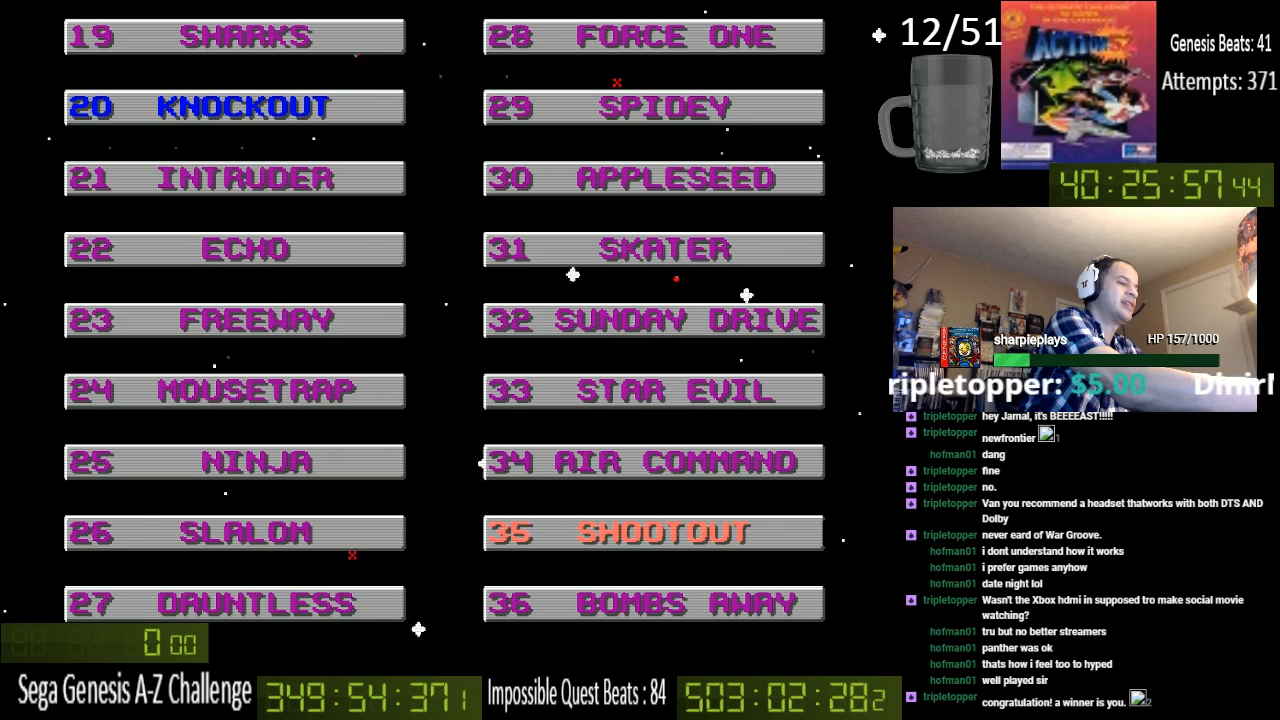 19 SHARKS
20 KNOCKOUT
21 INTRUDER
22 ECHO
23 FREEWAY
24 MOUSETRAP
25 NINJA
26 SLALOM
27 DAUNTLESS
28 FORCE ONE
29 SPIDEY
30 APPLESEED
31 SKATER
32 SUNDAY DRIVE
33 STAR EVIL
34 AIR COMMAND
35 SHOOTOUT
36 BOMBS AWAY
12/51
ACTION 52
Genesis Beats: 41
Attempts: 371
40:25:57 44
sharpieplays HP 157/1000
ripletopper: $5.00
tripletopper hey Jamal, it's BEEEEAST!!!!!
tripletopper newfrontier 1
hofman01 dang
tripletopper fine
tripletopper no.
tripletopper Van you recommend a headset thatworks with both DTS AND
Dolby
tripletopper never eard of War Groove.
hofman01 i dont understand how it works
hofman01 i prefer games anyhow
hofman01 date night lol
tripletopper Wasn't the Xbox hdmi in supposed tro make social movie
watching?
hofman01 tru but no better streamers
hofman01 panther was ok
hofman01 thats how i feel too to hyped
hofman01 well played sir
tripletopper congratulation! a winner is you. 2
0 00
Sega Genesis A-Z Challenge
349:54:37 1
Impossible Quest Beats : 84
503:02:28 2